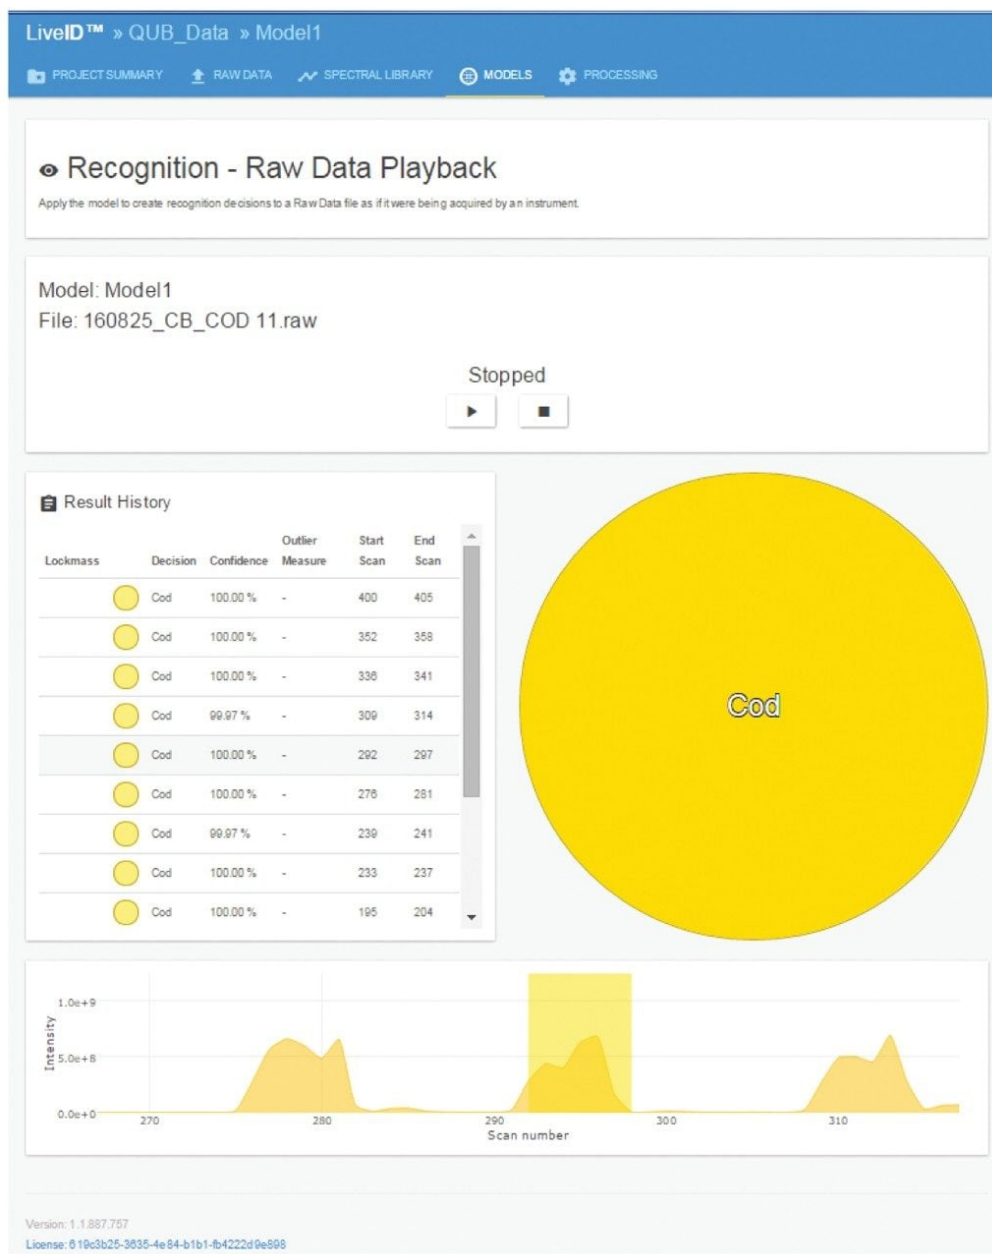 LiveID™ » QUB_Data » Model1
PROJECT SUMMARY RAW DATA SPECTRAL LIBRARY MODELS PROCESSING
Recognition - Raw Data Playback
Apply the model to create recognition decisions to a Raw Data file as if it were being acquired by an instrument.
Model: Model1
File: 160825_CB_COD 11.raw
Stopped
Result History
Lockmass Decision Confidence Outlier Measure Start Scan End Scan
Cod 100.00 % - 400 405
Cod 100.00 % - 352 358
Cod 100.00 % - 336 341
Cod 99.97 % - 309 314
Cod 100.00 % - 292 297
Cod 100.00 % - 276 281
Cod 99.97 % - 239 241
Cod 100.00 % - 233 237
Cod 100.00 % - 195 204
Cod
1.0e+9
5.0e+8
0.0e+0
Intensity
270 280 290 300 310
Scan number
Version: 1.1.887.757
License: 619c3b25-3635-4e84-b1b1-fb4222d9e898